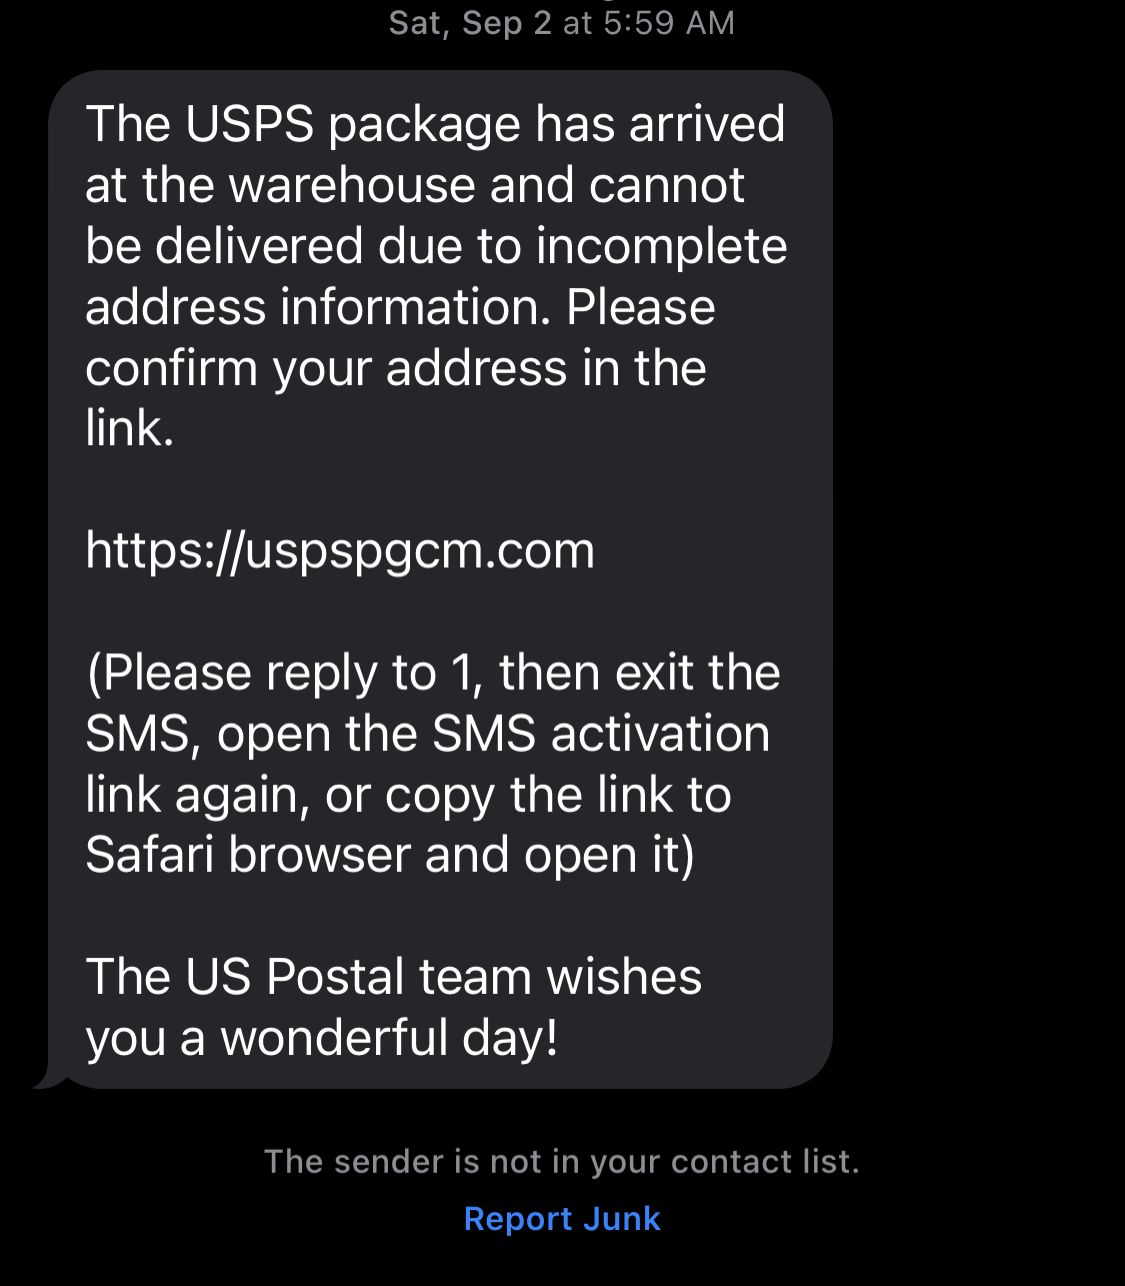 Sat, Sep 2 at 5:59 AM
The USPS package has arrived
at the warehouse and cannot
be delivered due to incomplete
address information. Please
confirm your address in the
link.
https://uspspgcm.com
(Please reply to 1, then exit the
SMS, open the SMS activation
link again, or copy the link to
Safari browser and open it)
The US Postal team wishes
you a wonderful day!
The sender is not in your contact list.
Report Junk